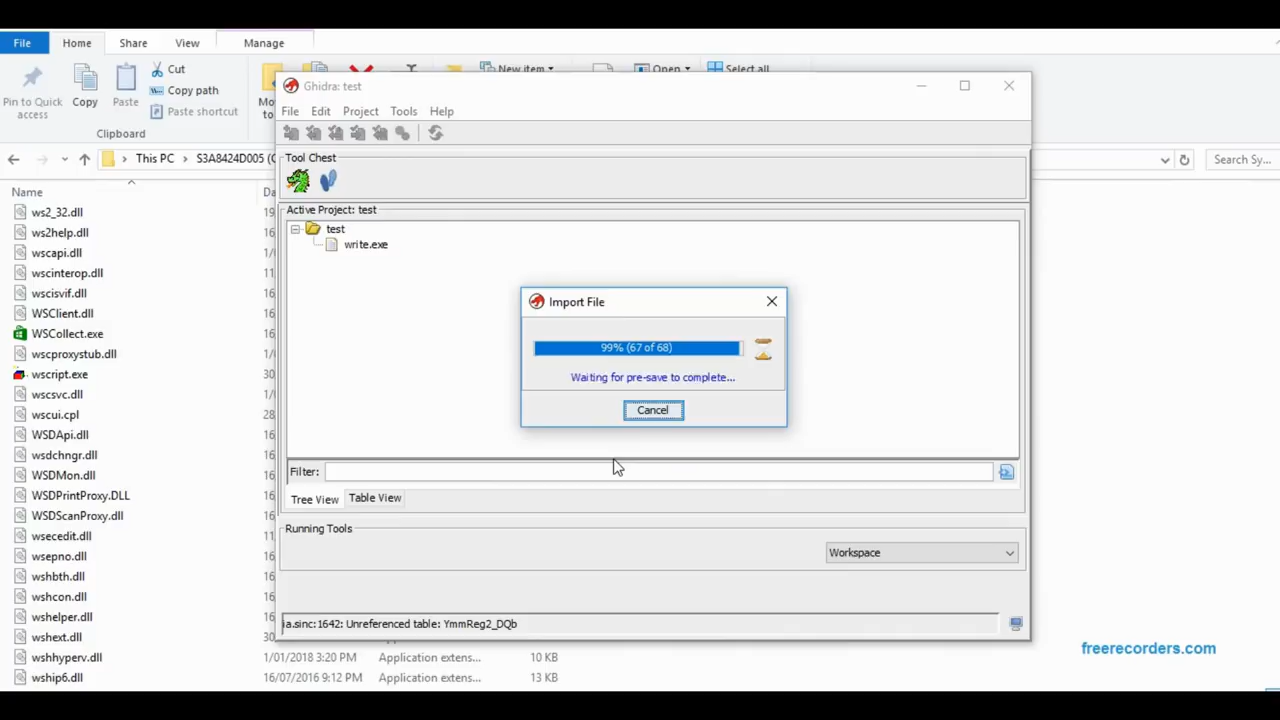 File Home Share View Manage
Pin to Quick access
Copy
Paste
Cut
Copy path
Paste shortcut
Clipboard
New item
Open
Select all
This PC > S3A8424D005 (
Search Sy...
Name
ws2_32.dll
ws2help.dll
wscapi.dll
wscinterop.dll
wscisvif.dll
WSClient.dll
WSCollect.exe
wscproxystub.dll
wscript.exe
wscsvc.dll
wscui.cpl
WSDApi.dll
wsdchngr.dll
WSDMon.dll
WSDPrintProxy.DLL
WSDScanProxy.dll
wsecedit.dll
wsepno.dll
wshbth.dll
wshcon.dll
wshelper.dll
wshext.dll
wshhyperv.dll 1/01/2018 3:20 PM Application extens... 10 KB
wship6.dll 16/07/2016 9:12 PM Application extens... 13 KB
Ghidra: test
File Edit Project Tools Help
Tool Chest
Active Project: test
test
write.exe
Import File
99% (67 of 68)
Waiting for pre-save to complete...
Cancel
Filter:
Tree View Table View
Running Tools
Workspace
ia.sinc:1642: Unreferenced table: YmmReg2_DQb
freerecorders.com